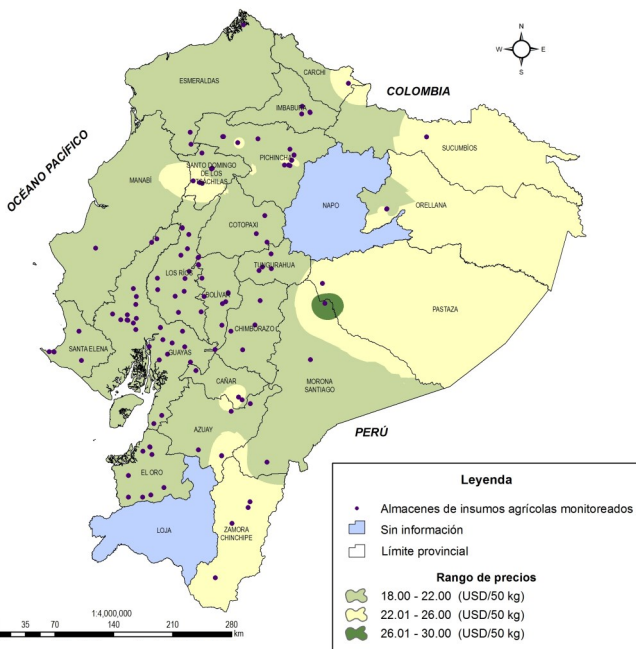 N
W E
S
CARCHI
COLOMBIA
ESMERALDAS
IMBABURA
OCÉANO PACÍFICO
SUCUMBÍOS
PICHINCHA
SANTO DOMINGO
DE LOS
TSÁCHILAS
MANABÍ
NAPO
ORELLANA
COTOPAXI
TUNGURAHUA
LOS RÍOS
BOLÍVAR
PASTAZA
CHIMBORAZO
SANTA ELENA
GUAYAS
MORONA
SANTIAGO
CAÑAR
AZUAY
PERÚ
EL ORO
LOJA
ZAMORA
CHINCHIPE
Leyenda
Almacenes de insumos agrícolas monitoreados
Sin información
Límite provincial
Rango de precios
18.00 - 22.00 (USD/50 kg)
22.01 - 26.00 (USD/50 kg)
26.01 - 30.00 (USD/50 kg)
1:4,000,000
35 70 140 210 280
km